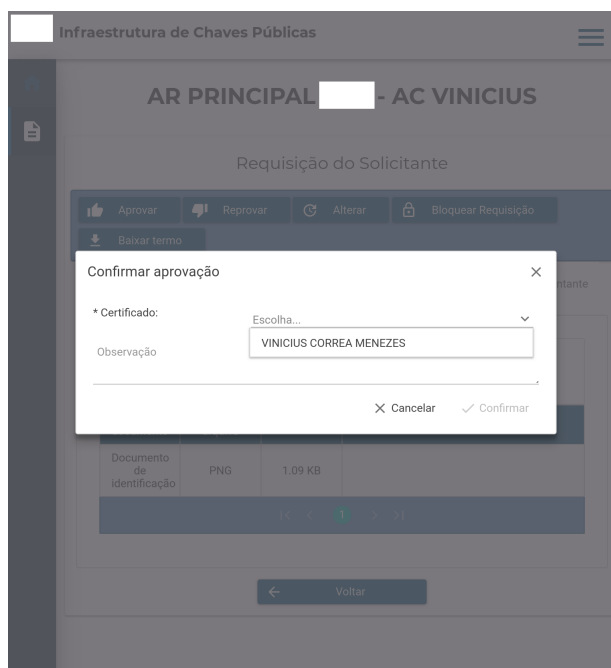 Infraestrutura de Chaves Públicas
AR PRINCIPAL - AC VINICIUS
Requisição do Solicitante
Aprovar Reprovar Alterar Bloquear Requisição
Baixar termo
Confirmar aprovação
ntante
* Certificado:
Escolha...
VINICIUS CORREA MENEZES
Observação
Cancelar Confirmar
Documento de identificação PNG 1.09 KB
1
Voltar